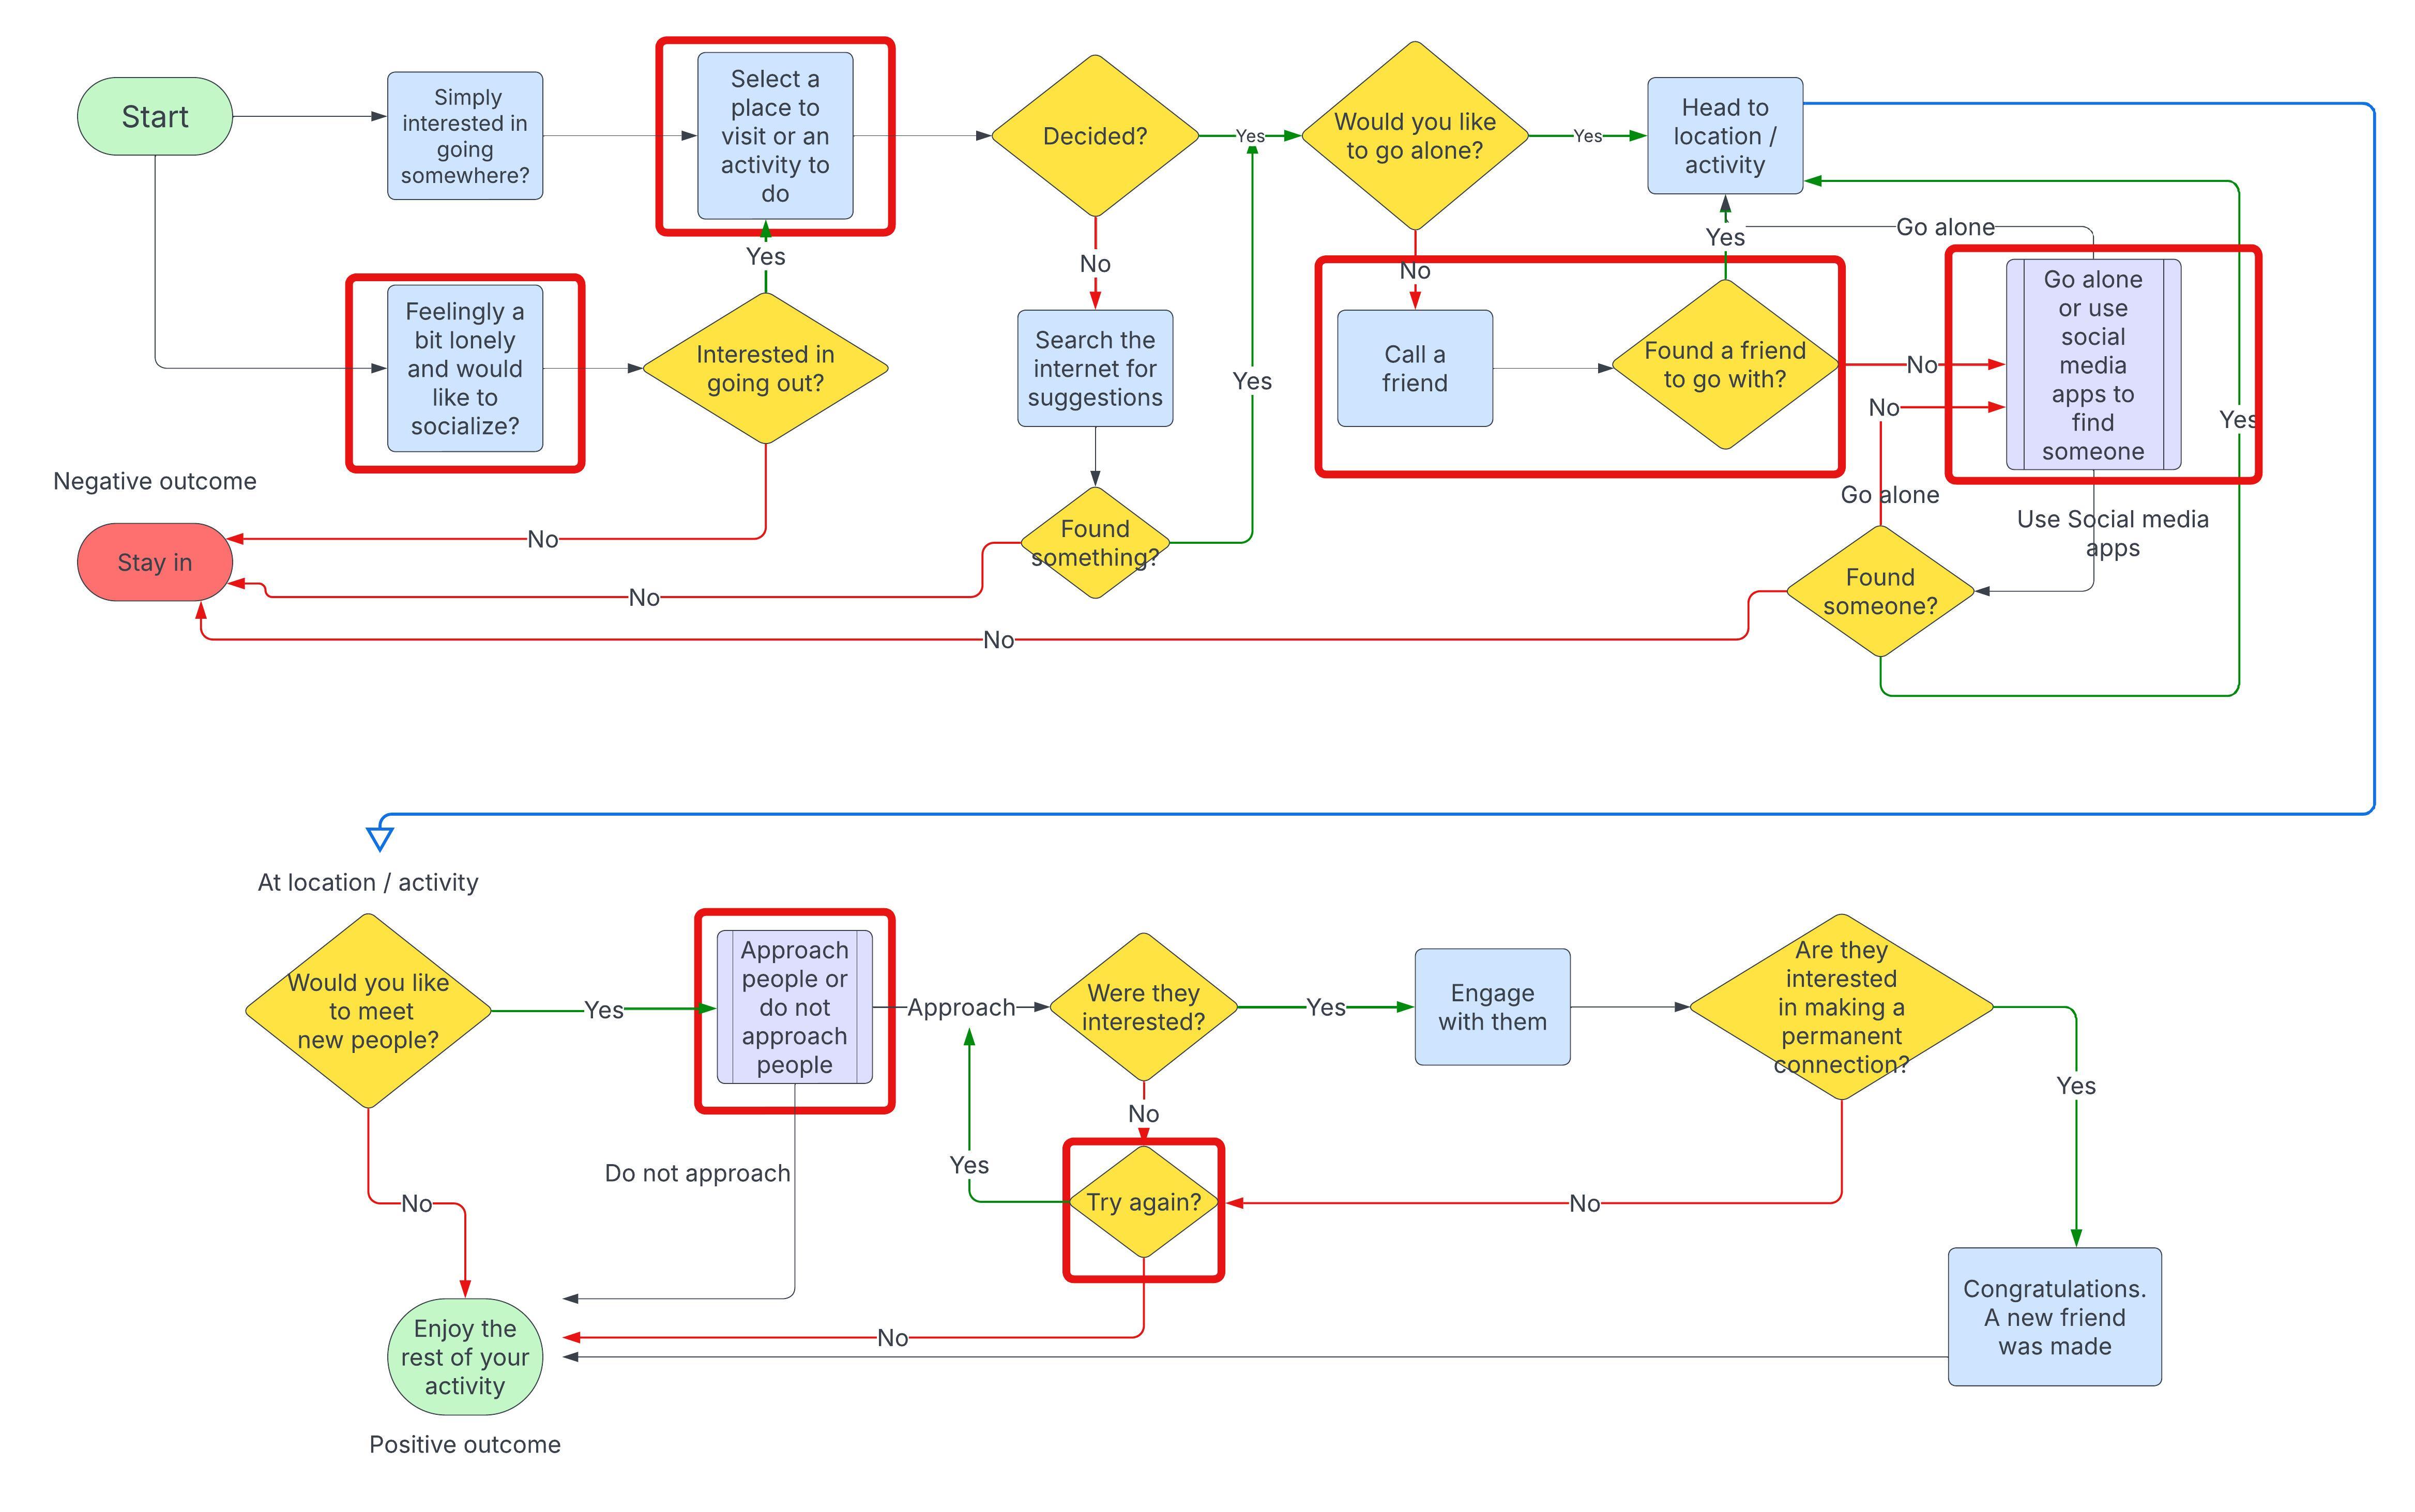 Start
Simply
interested in
going
somewhere?
Select a
place to
visit or an
activity to
do
Decided?
Yes
Would you like
to go alone?
Yes
Head to
location /
activity
Yes
No
No
Yes
Go alone
Feelingly a
bit lonely
and would
like to
socialize?
Interested in
going out?
Search the
internet for
suggestions
Yes
Call a
friend
Found a friend
to go with?
No
No
Go alone
or use
social
media
apps to
find
someone
Yes
Negative outcome
Stay in
No
Found
something?
Go alone
Use Social media
apps
Found
someone?
No
No
At location / activity
Would you like
to meet
new people?
Yes
Approach
people or
do not
approach
people
Approach
Were they
interested?
Yes
Engage
with them
Are they
interested
in making a
permanent
connection?
Yes
No
Do not approach
Yes
Try again?
No
No
Enjoy the
rest of your
activity
No
Congratulations.
A new friend
was made
Positive outcome